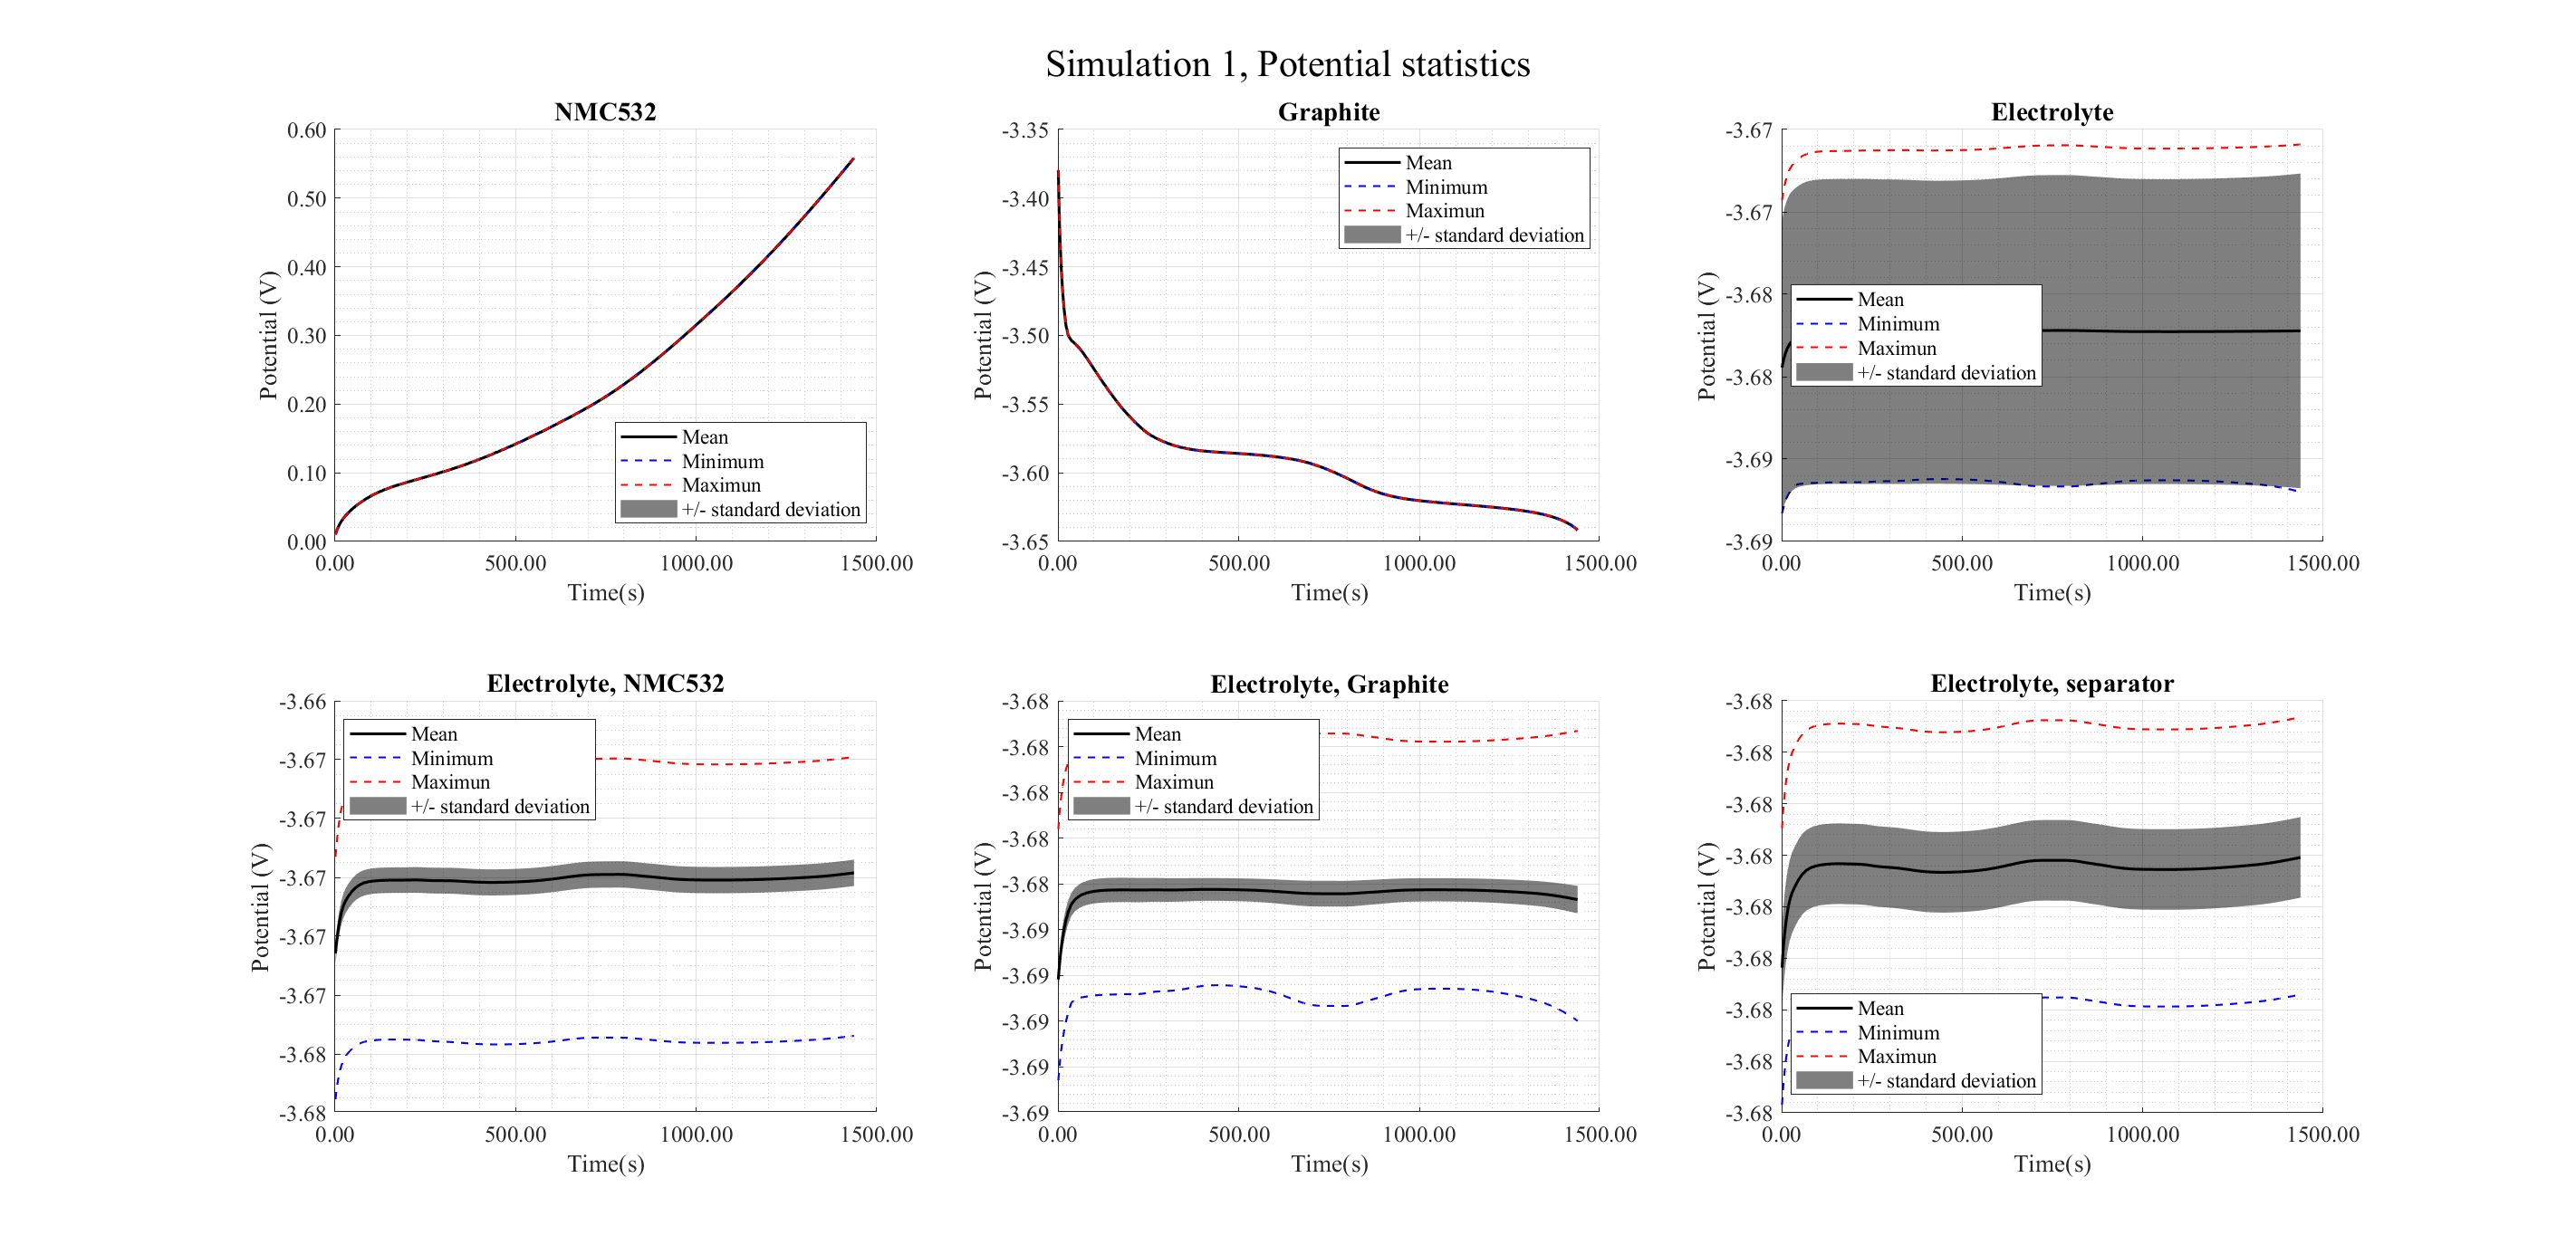 Simulation 1, Potential statistics
NMC532
0.60
0.50
0.40
0.30
0.20
0.10
0.00
Potential (V)
Mean
Minimum
Maximun
+/- standard deviation
0.00 500.00 1000.00 1500.00
Time(s)
Graphite
-3.35
-3.40
-3.45
-3.50
-3.55
-3.60
-3.65
Potential (V)
Mean
Minimum
Maximun
+/- standard deviation
0.00 500.00 1000.00 1500.00
Time(s)
Electrolyte
-3.67
-3.67
-3.68
-3.68
-3.69
-3.69
Potential (V)
Mean
Minimum
Maximun
+/- standard deviation
0.00 500.00 1000.00 1500.00
Time(s)
Electrolyte, NMC532
-3.66
-3.67
-3.67
-3.67
-3.67
-3.67
-3.68
-3.68
Potential (V)
Mean
Minimum
Maximun
+/- standard deviation
0.00 500.00 1000.00 1500.00
Time(s)
Electrolyte, Graphite
-3.68
-3.68
-3.68
-3.68
-3.68
-3.69
-3.69
-3.69
-3.69
-3.69
Potential (V)
Mean
Minimum
Maximun
+/- standard deviation
0.00 500.00 1000.00 1500.00
Time(s)
Electrolyte, separator
-3.68
-3.68
-3.68
-3.68
-3.68
-3.68
-3.68
-3.68
-3.68
Potential (V)
Mean
Minimum
Maximun
+/- standard deviation
0.00 500.00 1000.00 1500.00
Time(s)